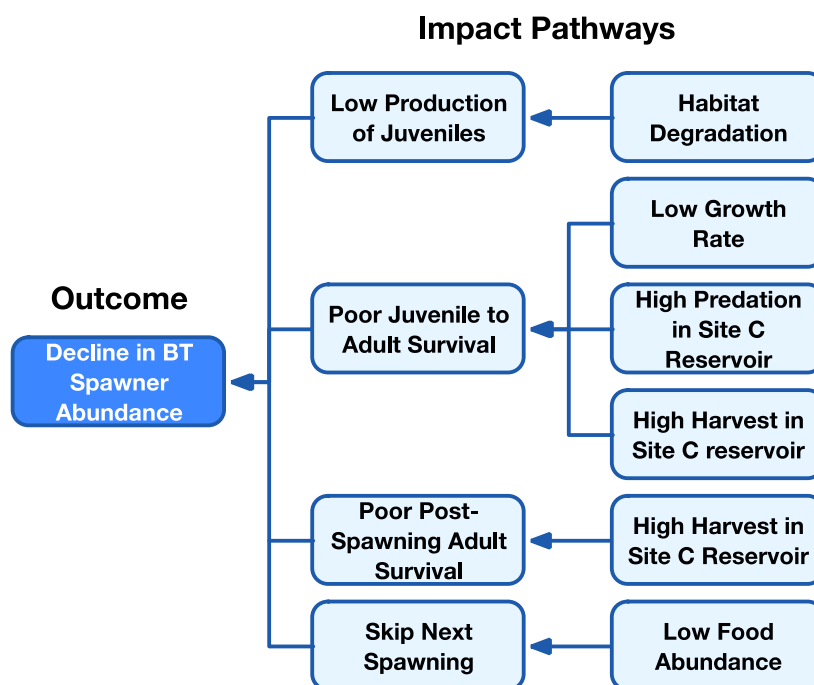 Impact Pathways
Low Production
of Juveniles
Habitat
Degradation
Low Growth
Rate
Outcome
Decline in BT
Spawner
Abundance
Poor Juvenile to
Adult Survival
High Predation
in Site C
Reservoir
High Harvest in
Site C reservoir
Poor Post-
Spawning Adult
Survival
High Harvest in
Site C Reservoir
Skip Next
Spawning
Low Food
Abundance